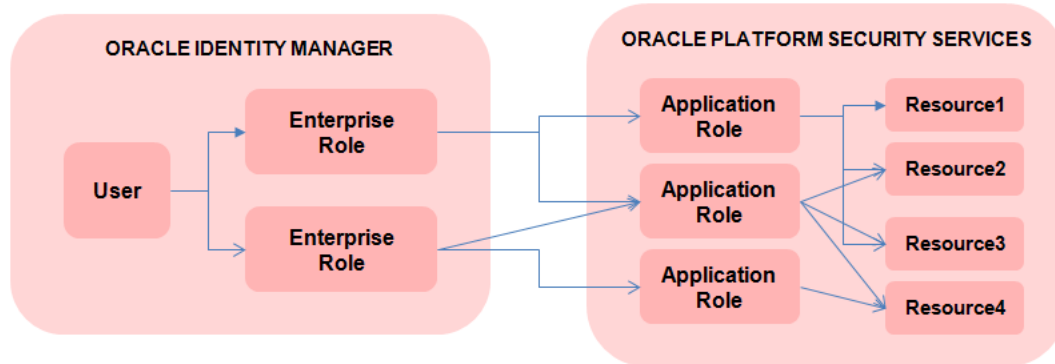 ORACLE IDENTITY MANAGER
User
Enterprise
Role
Enterprise
Role
ORACLE PLATFORM SECURITY SERVICES
Application
Role
Application
Role
Application
Role
Resource1
Resource2
Resource3
Resource4